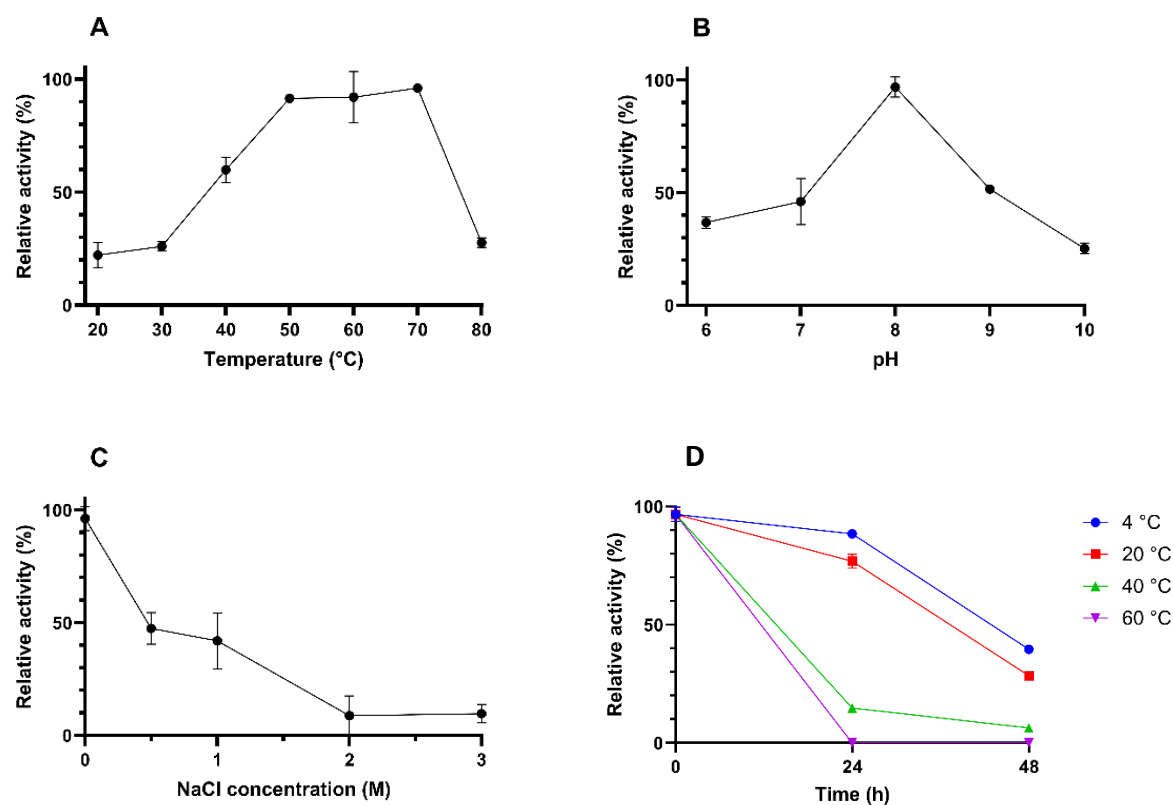 A
Relative activity (%)
100
50
0
20 30 40 50 60 70 80
Temperature (°C)
B
Relative activity (%)
100
50
0
6 7 8 9 10
pH
C
Relative activity (%)
100
50
0
0 1 2 3
NaCl concentration (M)
D
Relative activity (%)
100
50
0
0 24 48
Time (h)
4 °C
20 °C
40 °C
60 °C